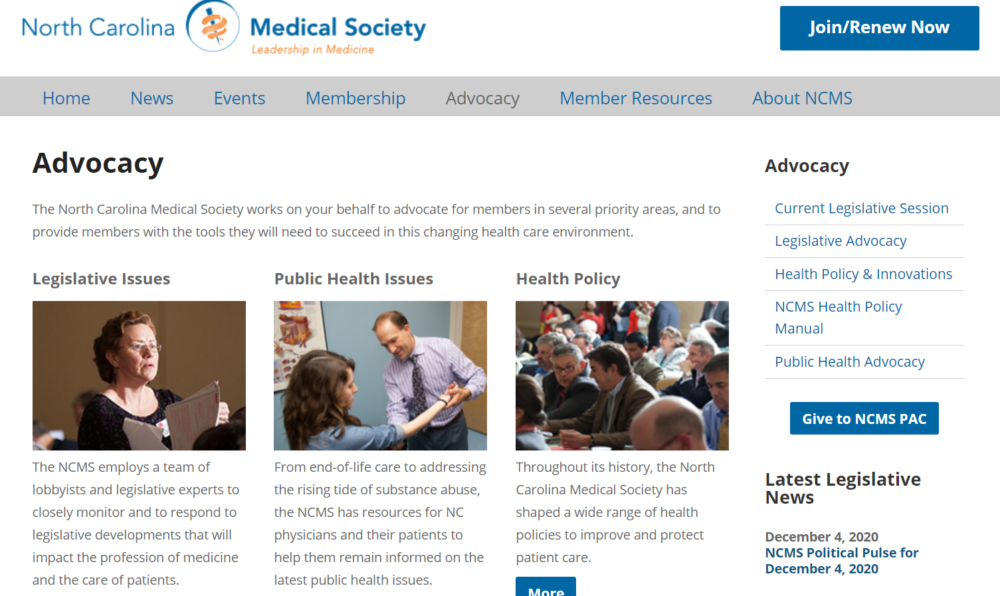 North Carolina Medical Society
Leadership in Medicine
Join/Renew Now
Home News Events Membership Advocacy Member Resources About NCMS
Advocacy
The North Carolina Medical Society works on your behalf to advocate for members in several priority areas, and to
provide members with the tools they will need to succeed in this changing health care environment.
Legislative Issues
The NCMS employs a team of
lobbyists and legislative experts to
closely monitor and to respond to
legislative developments that will
impact the profession of medicine
and the care of patients.
Public Health Issues
From end-of-life care to addressing
the rising tide of substance abuse,
the NCMS has resources for NC
physicians and their patients to
help them remain informed on the
latest public health issues.
Health Policy
Throughout its history, the North
Carolina Medical Society has
shaped a wide range of health
policies to improve and protect
patient care.
More
Advocacy
Current Legislative Session
Legislative Advocacy
Health Policy & Innovations
NCMS Health Policy
Manual
Public Health Advocacy
Give to NCMS PAC
Latest Legislative
News
December 4, 2020
NCMS Political Pulse for
December 4, 2020